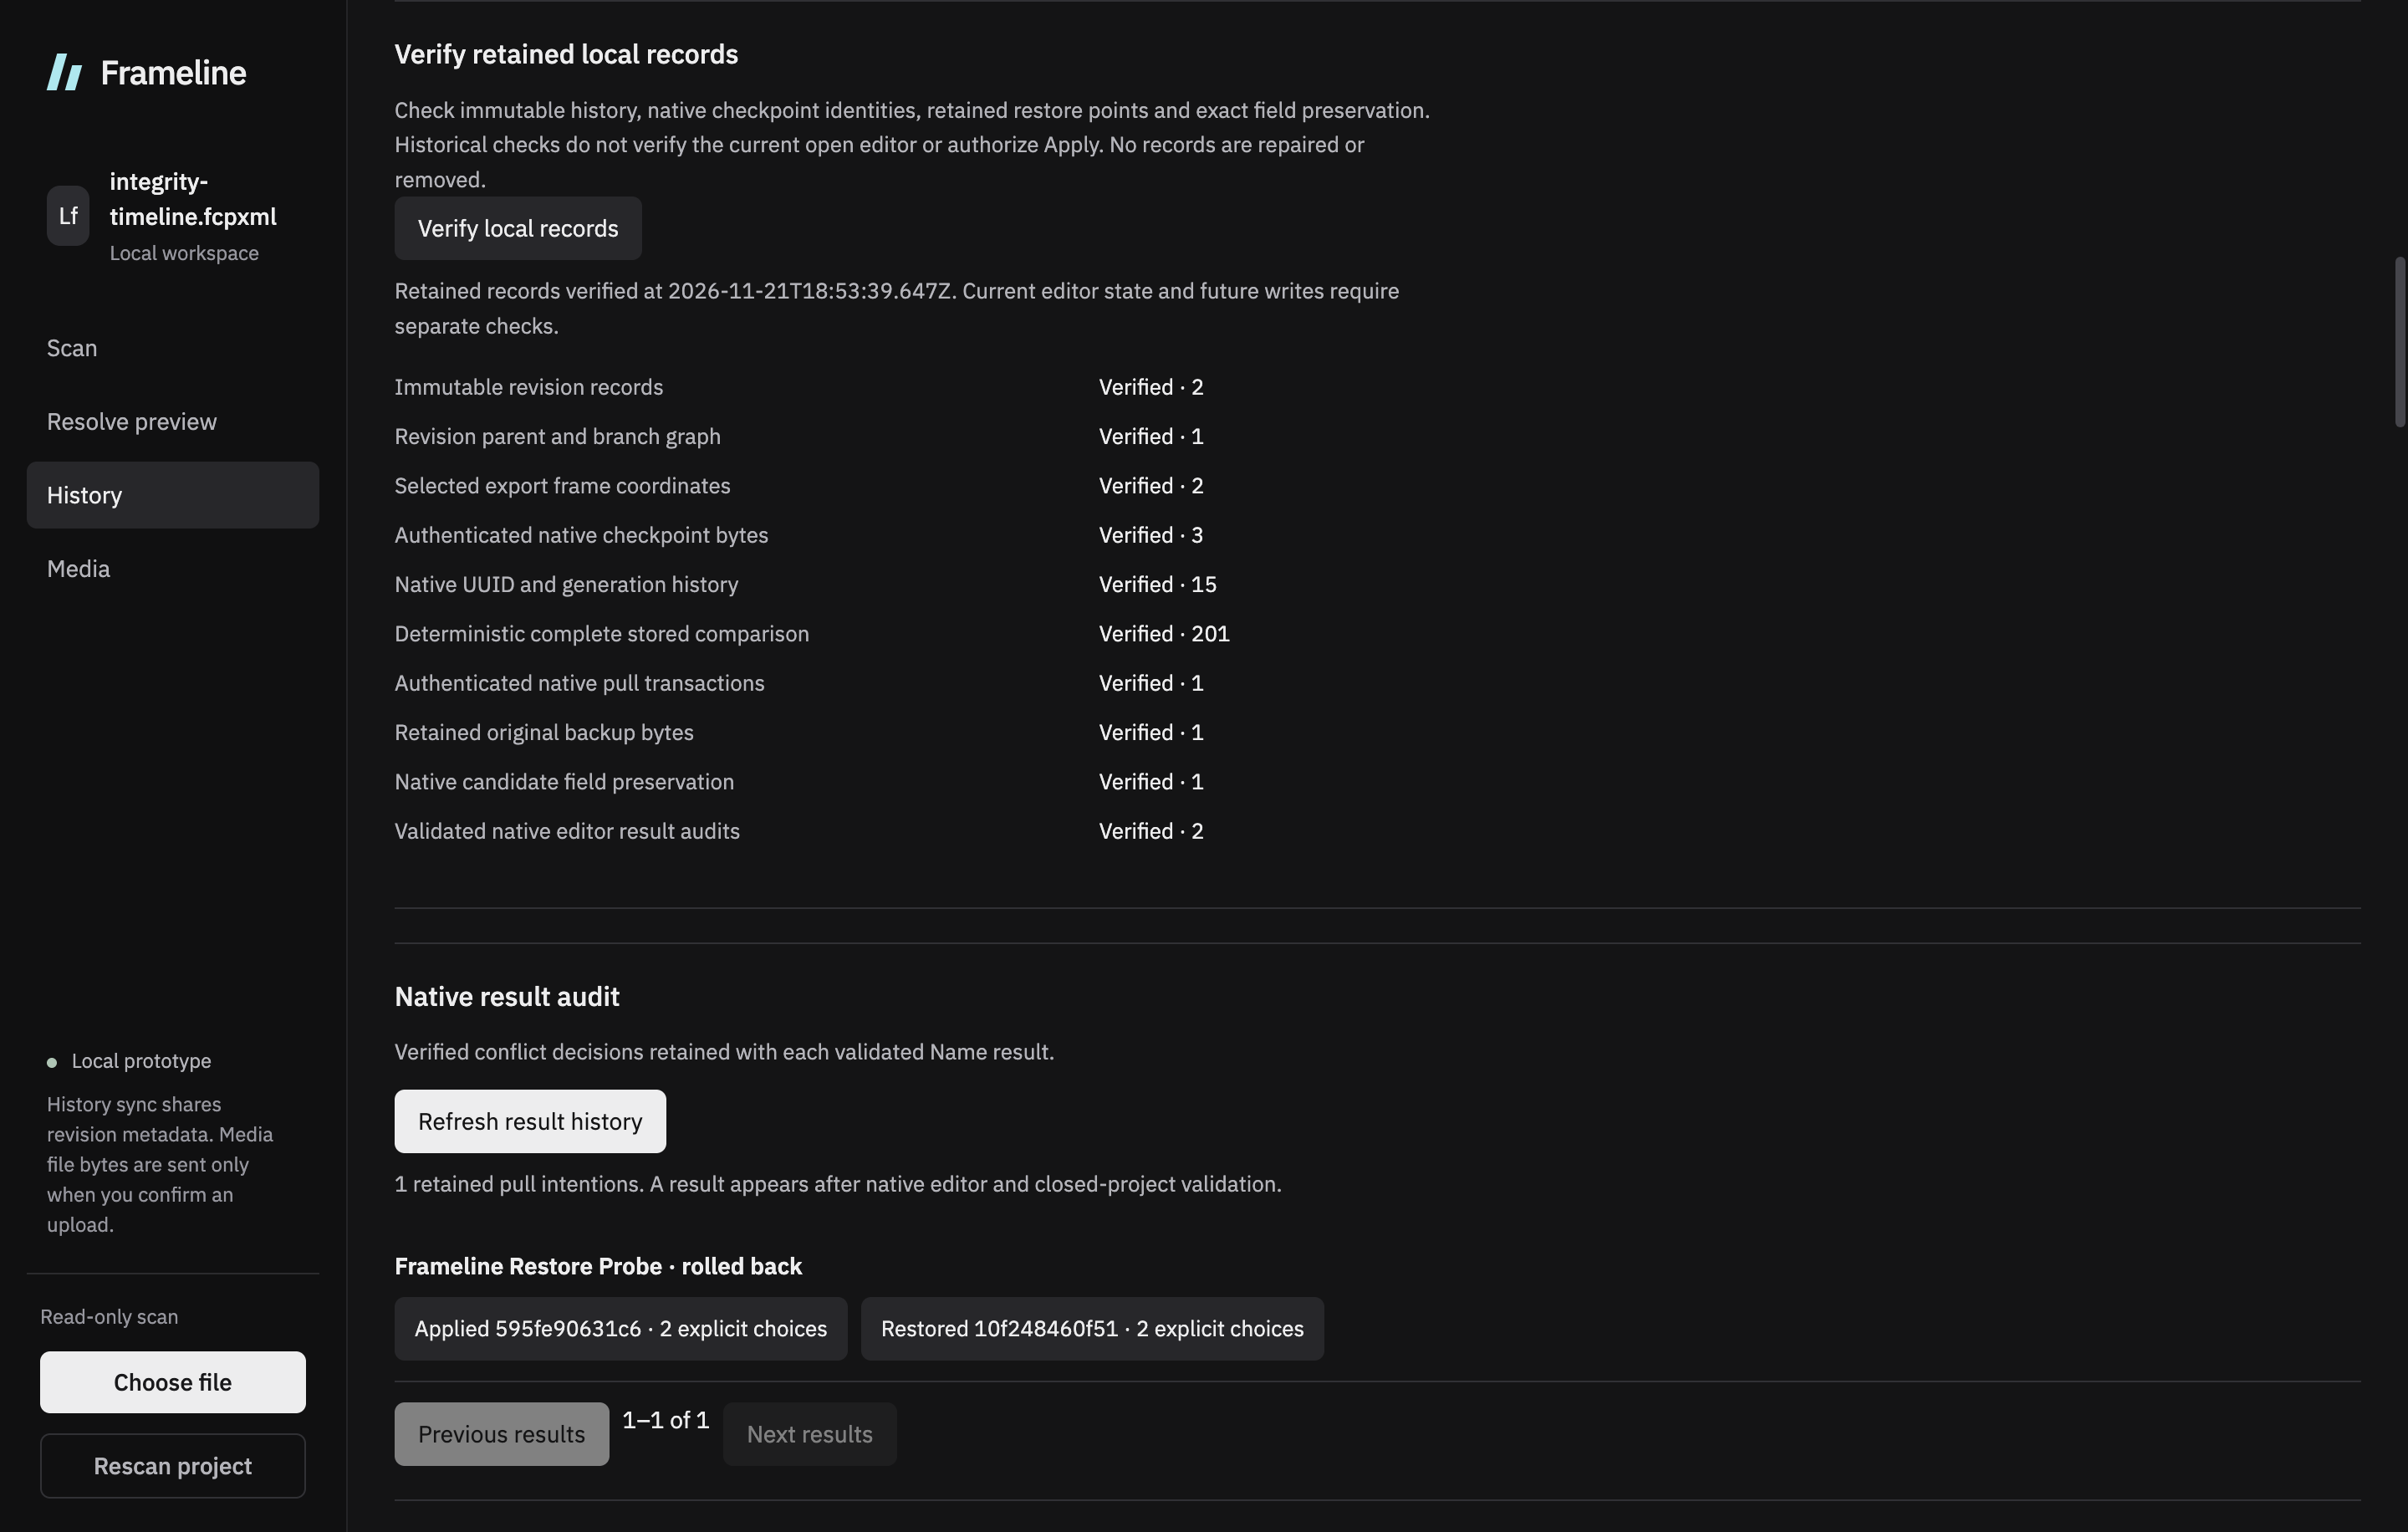 Frameline
Lf
integrity-
timeline.fcpxml
Local workspace
Scan
Resolve preview
History
Media
Local prototype
History sync shares
revision metadata. Media
file bytes are sent only
when you confirm an
upload.
Read-only scan
Choose file
Rescan project
Verify retained local records
Check immutable history, native checkpoint identities, retained restore points and exact field preservation.
Historical checks do not verify the current open editor or authorize Apply. No records are repaired or
removed.
Verify local records
Retained records verified at 2026-11-21T18:53:39.647Z. Current editor state and future writes require
separate checks.
Immutable revision records Verified · 2
Revision parent and branch graph Verified · 1
Selected export frame coordinates Verified · 2
Authenticated native checkpoint bytes Verified · 3
Native UUID and generation history Verified · 15
Deterministic complete stored comparison Verified · 201
Authenticated native pull transactions Verified · 1
Retained original backup bytes Verified · 1
Native candidate field preservation Verified · 1
Validated native editor result audits Verified · 2
Native result audit
Verified conflict decisions retained with each validated Name result.
Refresh result history
1 retained pull intentions. A result appears after native editor and closed-project validation.
Frameline Restore Probe · rolled back
Applied 595fe90631c6 · 2 explicit choices Restored 10f248460f51 · 2 explicit choices
Previous results 1–1 of 1 Next results